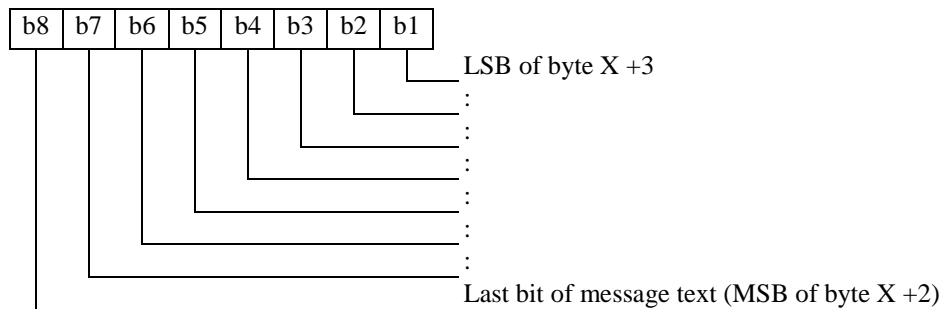 b8 b7 b6 b5 b4 b3 b2 b1
LSB of byte X +3
:
:
:
:
:
:
Last bit of message text (MSB of byte X +2)